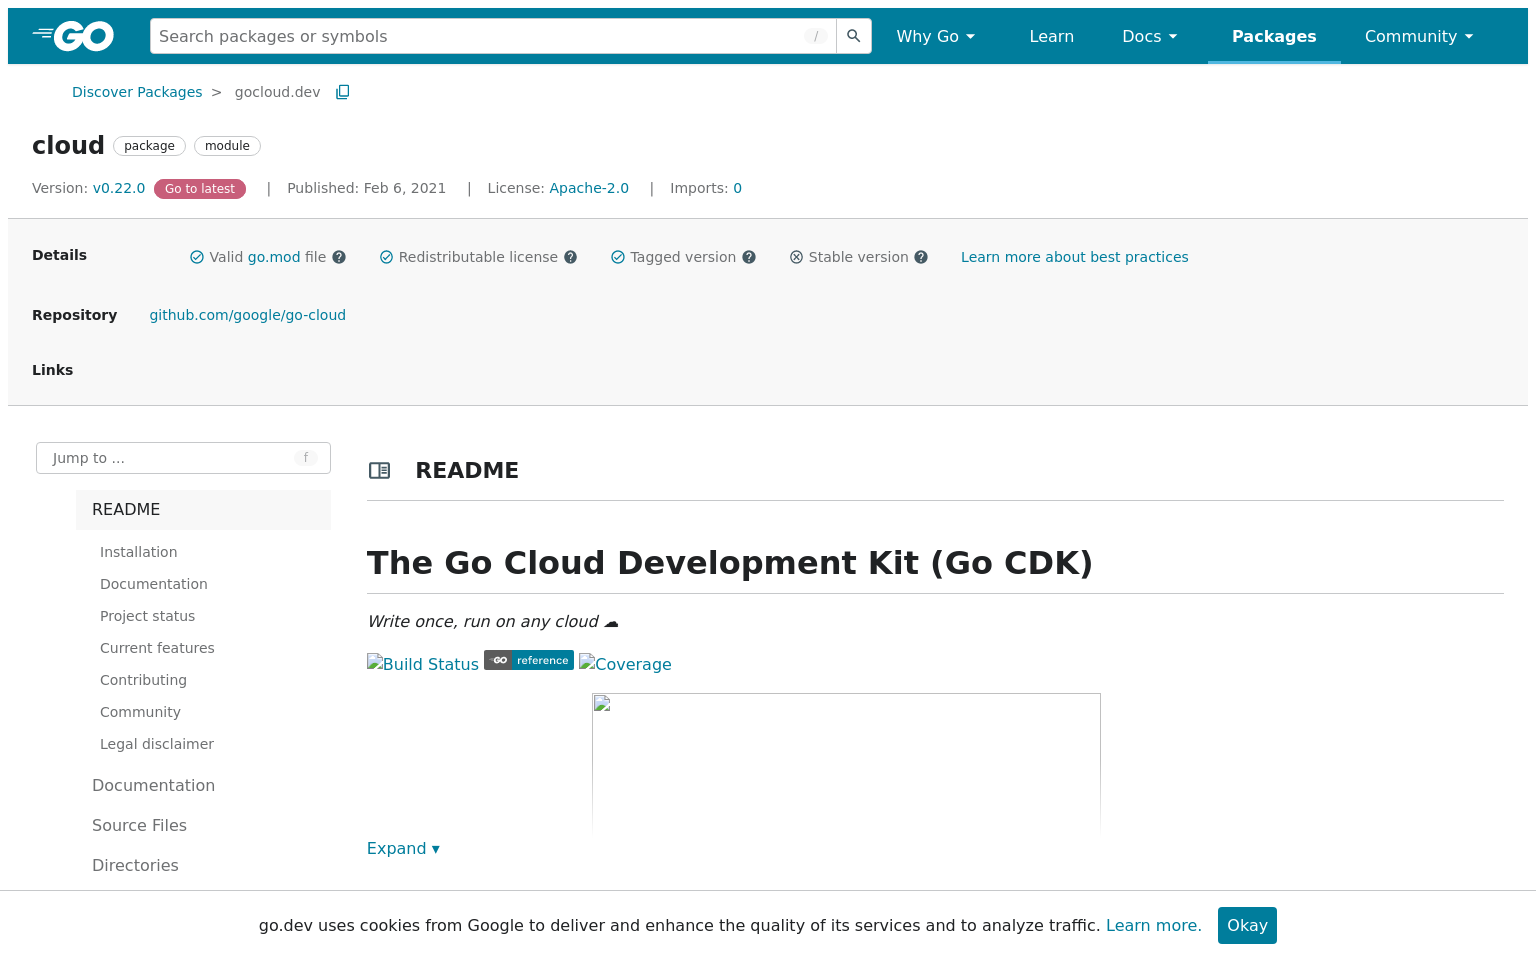 GO
Search packages or symbols
/
Why Go
Learn
Docs
Packages
Community
Discover Packages > gocloud.dev
cloud package module
Version: v0.22.0 Go to latest | Published: Feb 6, 2021 | License: Apache-2.0 | Imports: 0
Details
Valid go.mod file
Redistributable license
Tagged version
Stable version
Learn more about best practices
Repository
github.com/google/go-cloud
Links
Jump to ...
f
README
Installation
Documentation
Project status
Current features
Contributing
Community
Legal disclaimer
Documentation
Source Files
Directories
README
The Go Cloud Development Kit (Go CDK)
Write once, run on any cloud ☁
Build Status GO reference Coverage
Expand ▾
go.dev uses cookies from Google to deliver and enhance the quality of its services and to analyze traffic. Learn more. Okay